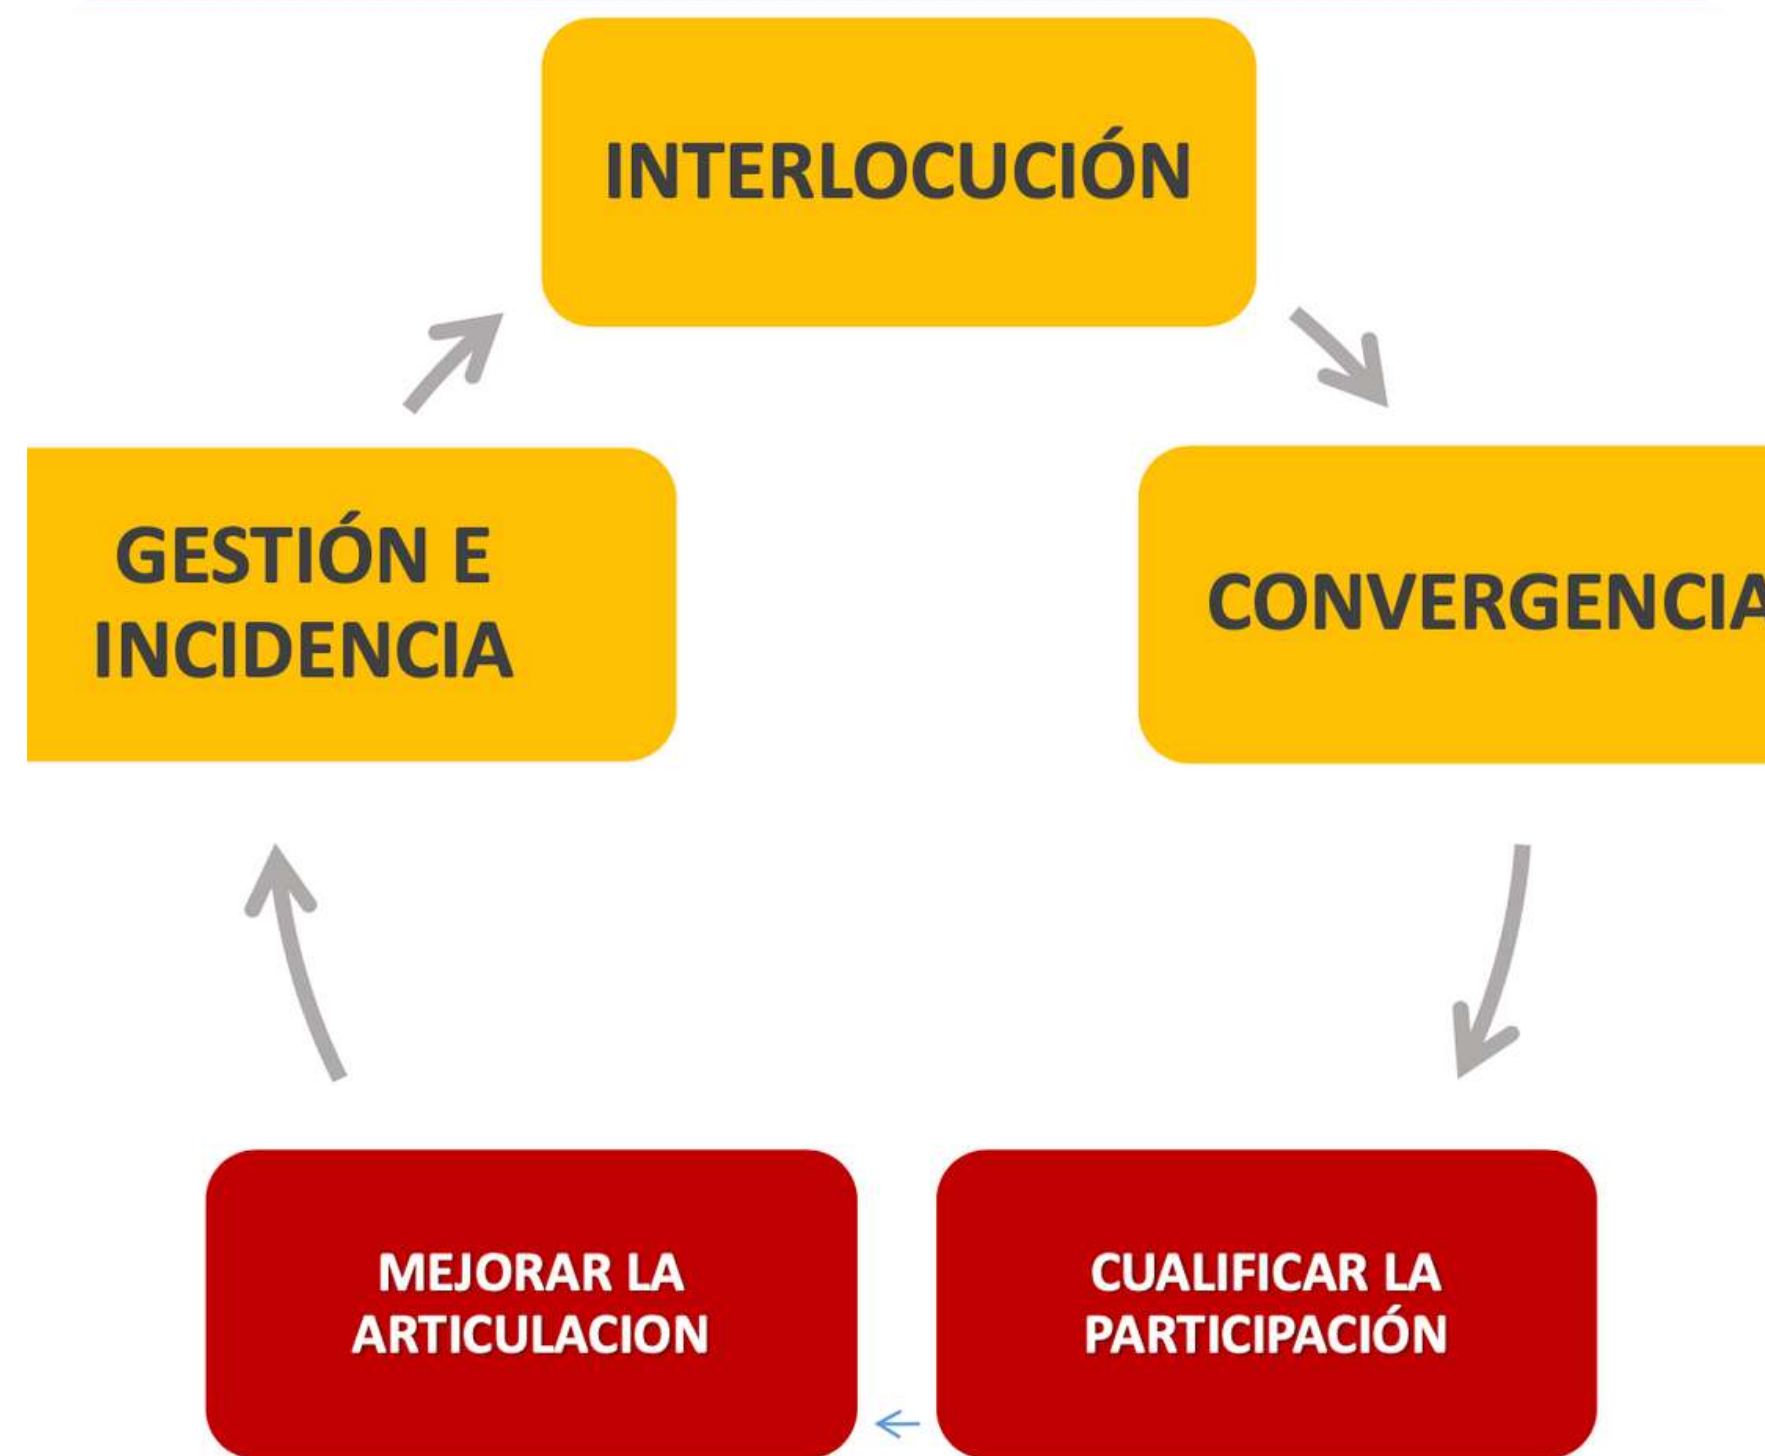 INTERLOCUCIÓN
GESTIÓN E
INCIDENCIA
CONVERGENCIA
MEJORAR LA
ARTICULACION
CUALIFICAR LA
PARTICIPACIÓN